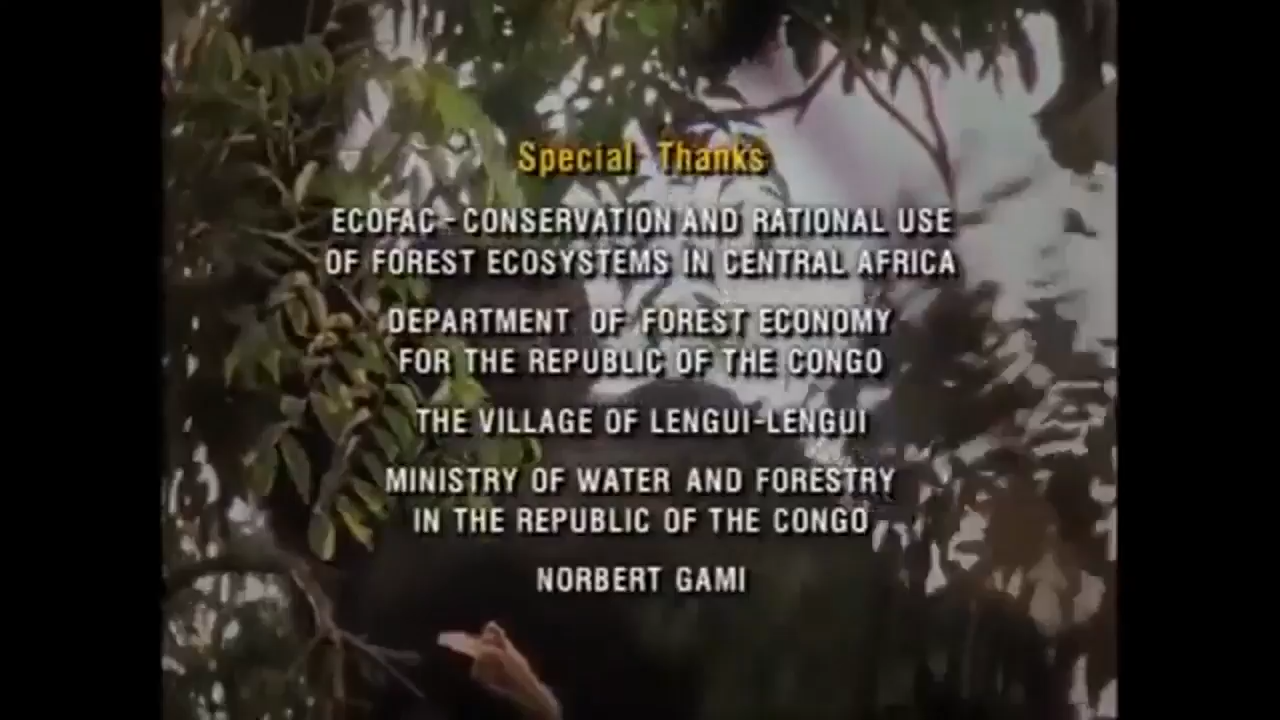 Special Thanks
ECOFAC - CONSERVATION AND RATIONAL USE
OF FOREST ECOSYSTEMS IN CENTRAL AFRICA
DEPARTMENT OF FOREST ECONOMY
FOR THE REPUBLIC OF THE CONGO
THE VILLAGE OF LENGUI-LENGUI
MINISTRY OF WATER AND FORESTRY
IN THE REPUBLIC OF THE CONGO
NORBERT GAMI